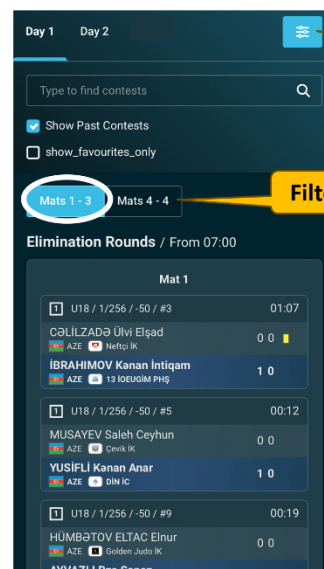 Day 1 Day 2
Type to find contests
Show Past Contests
show_favourites_only
Mats 1 - 3 Mats 4 - 4
Filt
Elimination Rounds / From 07:00
Mat 1
1 U18 / 1/256 / -50 / #3 01:07
CƏLİLZADƏ Ülvi Elşad 0 0
AZE Neftçi İK
İBRAHIMOV Kənan İntiqam 1 0
AZE 13 İOEUGİM PHŞ
1 U18 / 1/256 / -50 / #5 00:12
MUSAYEV Saleh Ceyhun 0 0
AZE Çevik İK
YUSİFLİ Kənan Anar 1 0
AZE DİN İC
1 U18 / 1/256 / -50 / #9 00:19
HÜMBƏTOV ELTAC Elnur 0 0
AZE Golden Judo İK